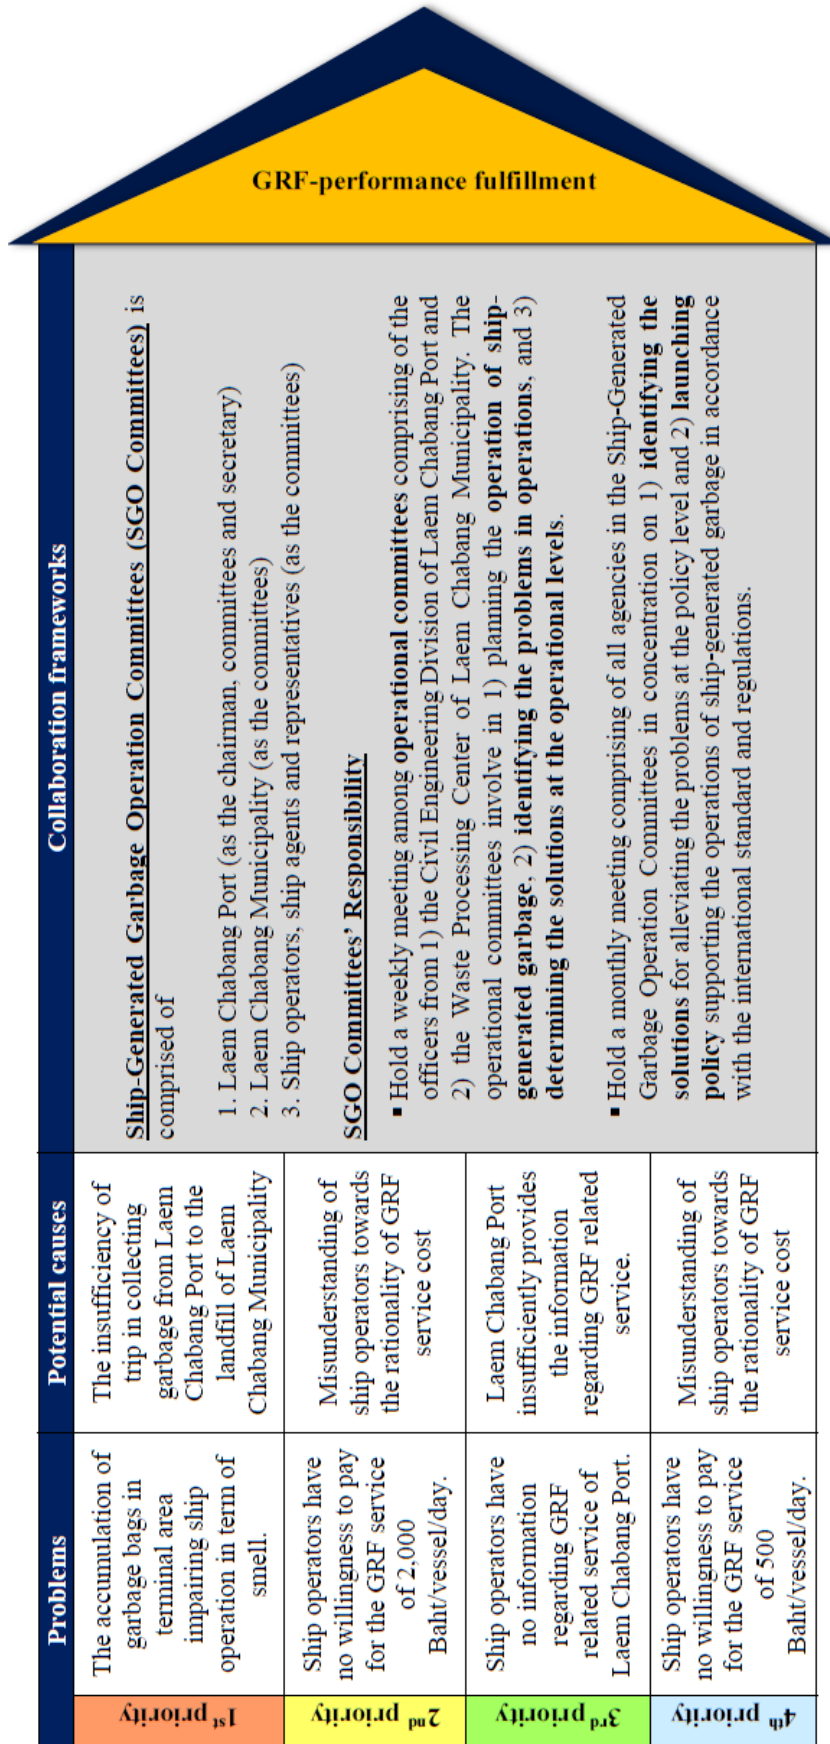 GRF-performance fulfillment
Problems
Potential causes
Collaboration frameworks
1st priority
The accumulation of
garbage bags in
terminal area
impairing ship
operation in term of
smell.
The insufficiency of
trip in collecting
garbage from Laem
Chabang Port to the
landfill of Laem
Chabang Municipality
2nd priority
Ship operators have
no willingness to pay
for the GRF service
of 2,000
Baht/vessel/day.
Misunderstanding of
ship operators towards
the rationality of GRF
service cost
3rd priority
Ship operators have
no information
regarding GRF
related service of
Laem Chabang Port.
Laem Chabang Port
insufficiently provides
the information
regarding GRF related
service.
4th priority
Ship operators have
no willingness to pay
for the GRF service
of 500
Baht/vessel/day.
Misunderstanding of
ship operators towards
the rationality of GRF
service cost
Ship-Generated Garbage Operation Committees (SGO Committees) is
comprised of
1. Laem Chabang Port (as the chairman, committees and secretary)
2. Laem Chabang Municipality (as the committees)
3. Ship operators, ship agents and representatives (as the committees)
SGO Committees’ Responsibility
▪ Hold a weekly meeting among operational committees comprising of the
officers from 1) the Civil Engineering Division of Laem Chabang Port and
2) the Waste Processing Center of Laem Chabang Municipality. The
operational committees involve in 1) planning the operation of ship-
generated garbage, 2) identifying the problems in operations, and 3)
determining the solutions at the operational levels.
▪ Hold a monthly meeting comprising of all agencies in the Ship-Generated
Garbage Operation Committees in concentration on 1) identifying the
solutions for alleviating the problems at the policy level and 2) launching
policy supporting the operations of ship-generated garbage in accordance
with the international standard and regulations.